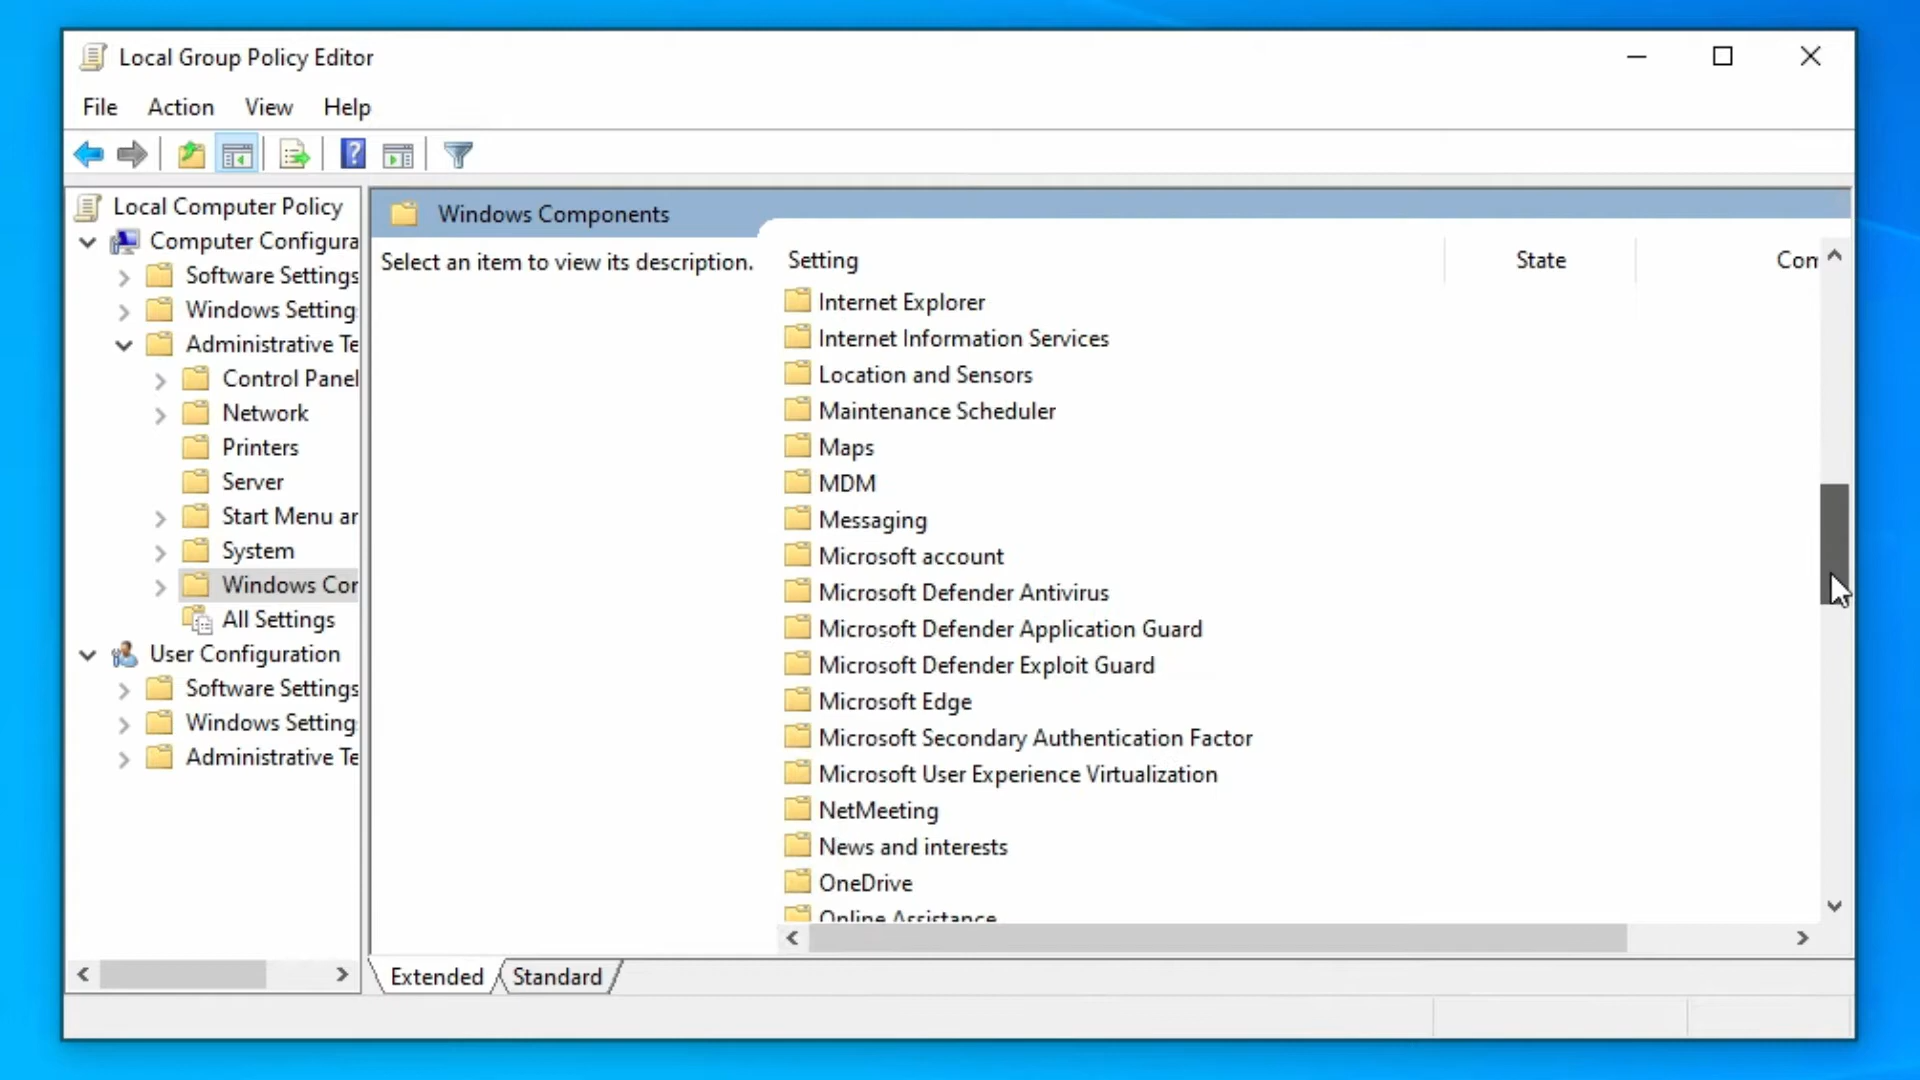 Local Group Policy Editor
File Action View Help
Local Computer Policy
Computer Configura
Software Settings
Windows Setting
Administrative Te
Control Panel
Network
Printers
Server
Start Menu ar
System
Windows Cor
All Settings
User Configuration
Software Settings
Windows Setting
Administrative Te
Windows Components
Select an item to view its description.
Setting State Com
Internet Explorer
Internet Information Services
Location and Sensors
Maintenance Scheduler
Maps
MDM
Messaging
Microsoft account
Microsoft Defender Antivirus
Microsoft Defender Application Guard
Microsoft Defender Exploit Guard
Microsoft Edge
Microsoft Secondary Authentication Factor
Microsoft User Experience Virtualization
NetMeeting
News and interests
OneDrive
Online Assistance
Extended Standard